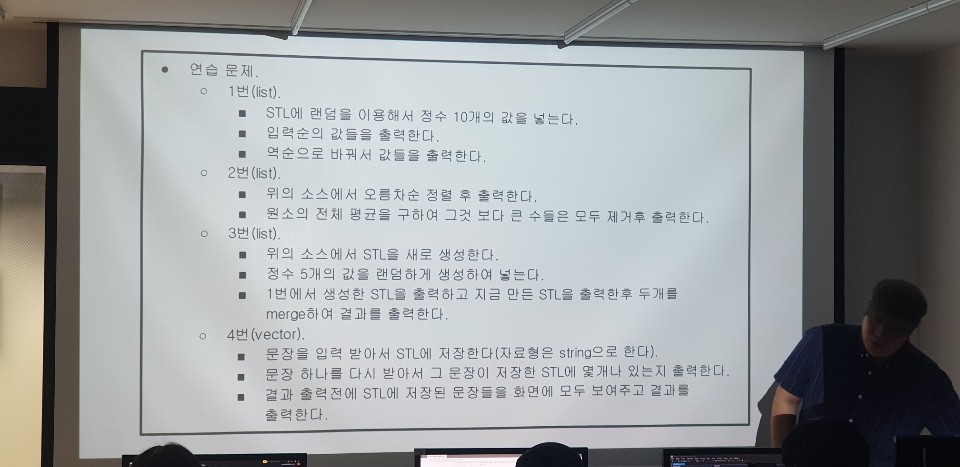 ● 연습 문제.
○ 1번(list).
■ STL에 랜덤을 이용해서 정수 10개의 값을 넣는다.
■ 입력순의 값들을 출력한다.
■ 역순으로 바꿔서 값들을 출력한다.
○ 2번(list).
■ 위의 소스에서 오름차순 정렬 후 출력한다.
■ 원소의 전체 평균을 구하여 그것 보다 큰 수들은 모두 제거후 출력한다.
○ 3번(list).
■ 위의 소스에서 STL을 새로 생성한다.
■ 정수 5개의 값을 랜덤하게 생성하여 넣는다.
■ 1번에서 생성한 STL을 출력하고 지금 만든 STL을 출력한후 두개를
merge하여 결과를 출력한다.
○ 4번(vector).
■ 문장을 입력 받아서 STL에 저장한다(자료형은 string으로 한다).
■ 문장 하나를 다시 받아서 그 문장이 저장한 STL에 몇개나 있는지 출력한다.
■ 결과 출력전에 STL에 저장된 문장들을 화면에 모두 보여주고 결과를
출력한다.